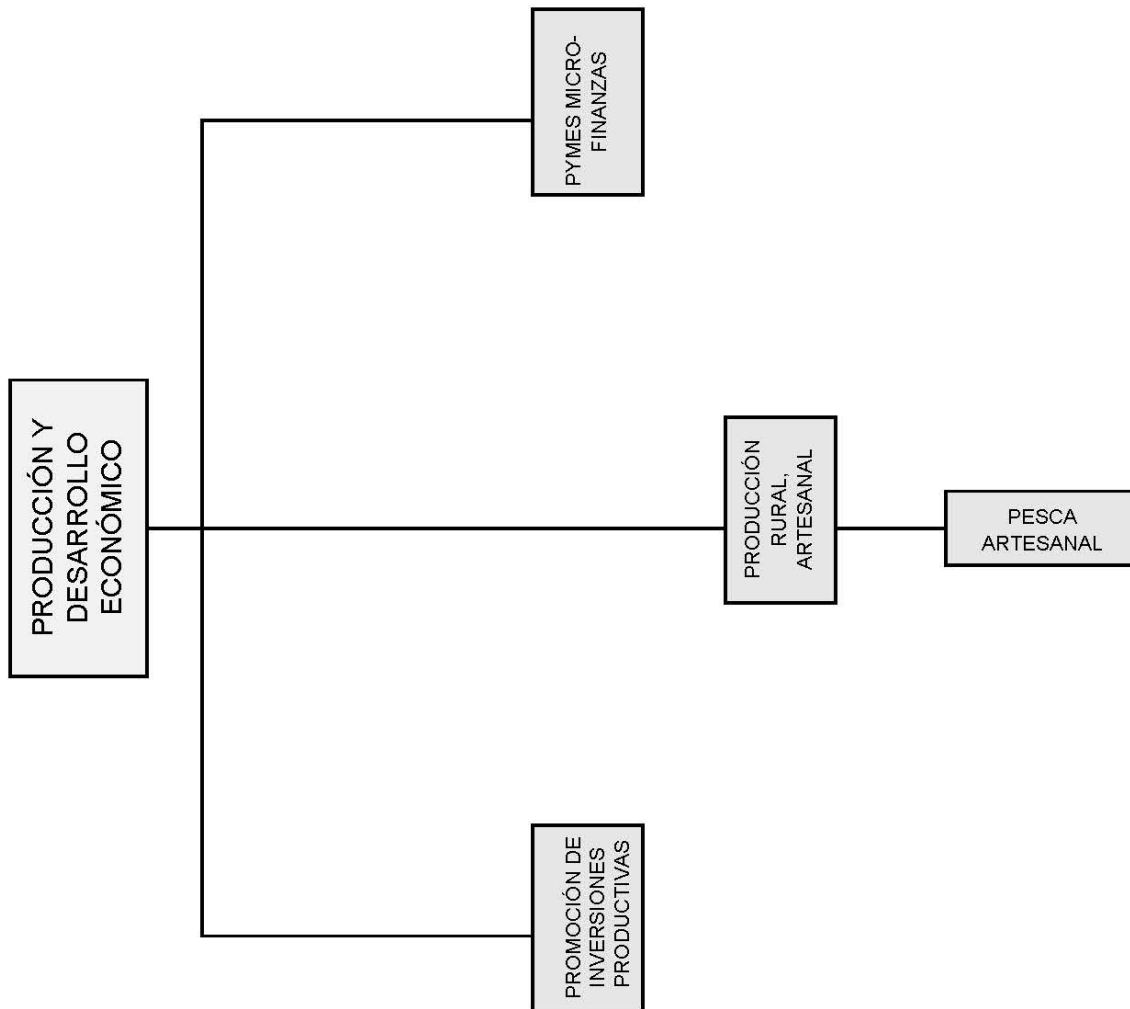 PRODUCCIÓN Y
DESARROLLO
ECONÓMICO
PROMOCIÓN DE
INVERSIONES
PRODUCTIVAS
PRODUCCIÓN
RURAL,
ARTESANAL
PYMES MICRO-
FINANZAS
PESCA
ARTESANAL